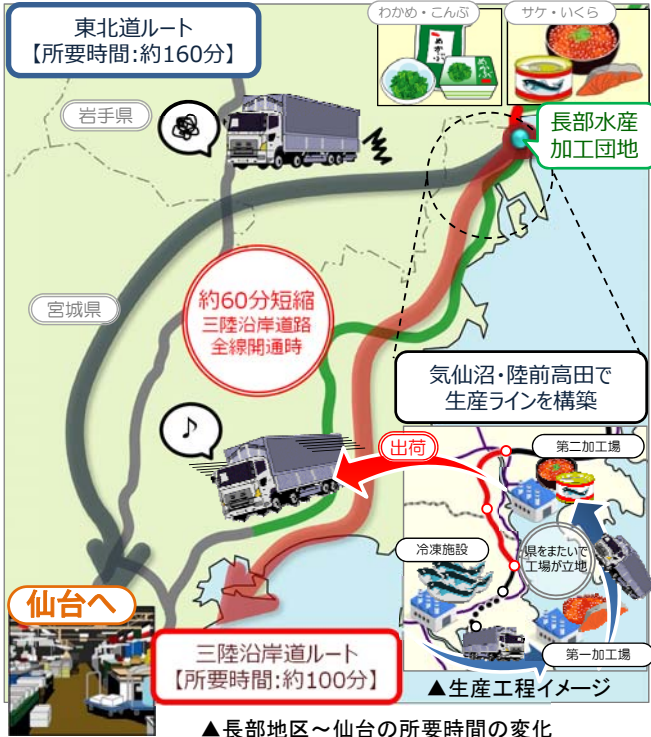 東北道ルート
【所要時間:約160分】
わかめ・こんぶ
サケ・いくら
めかぶ
岩手県
長部水産
加工団地
宮城県
約60分短縮
三陸沿岸道路
全線開通時
気仙沼・陸前高田で
生産ラインを構築
♪
出荷
第二加工場
冷凍施設
県をまたいで
工場が立地
第一加工場
仙台へ
三陸沿岸道ルート
【所要時間:約100分】
▲生産工程イメージ
▲長部地区～仙台の所要時間の変化